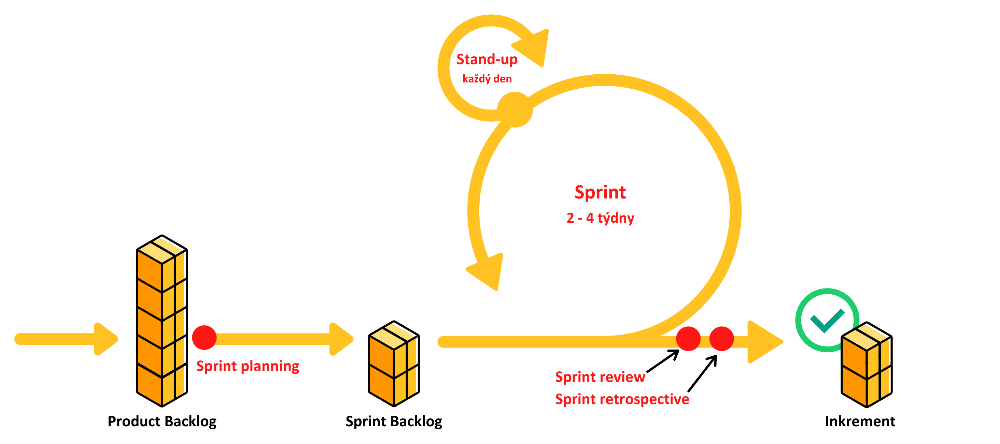 Stand-up
každý den
Sprint
2 - 4 týdny
Sprint planning
Sprint review
Sprint retrospective
Product Backlog
Sprint Backlog
Inkrement